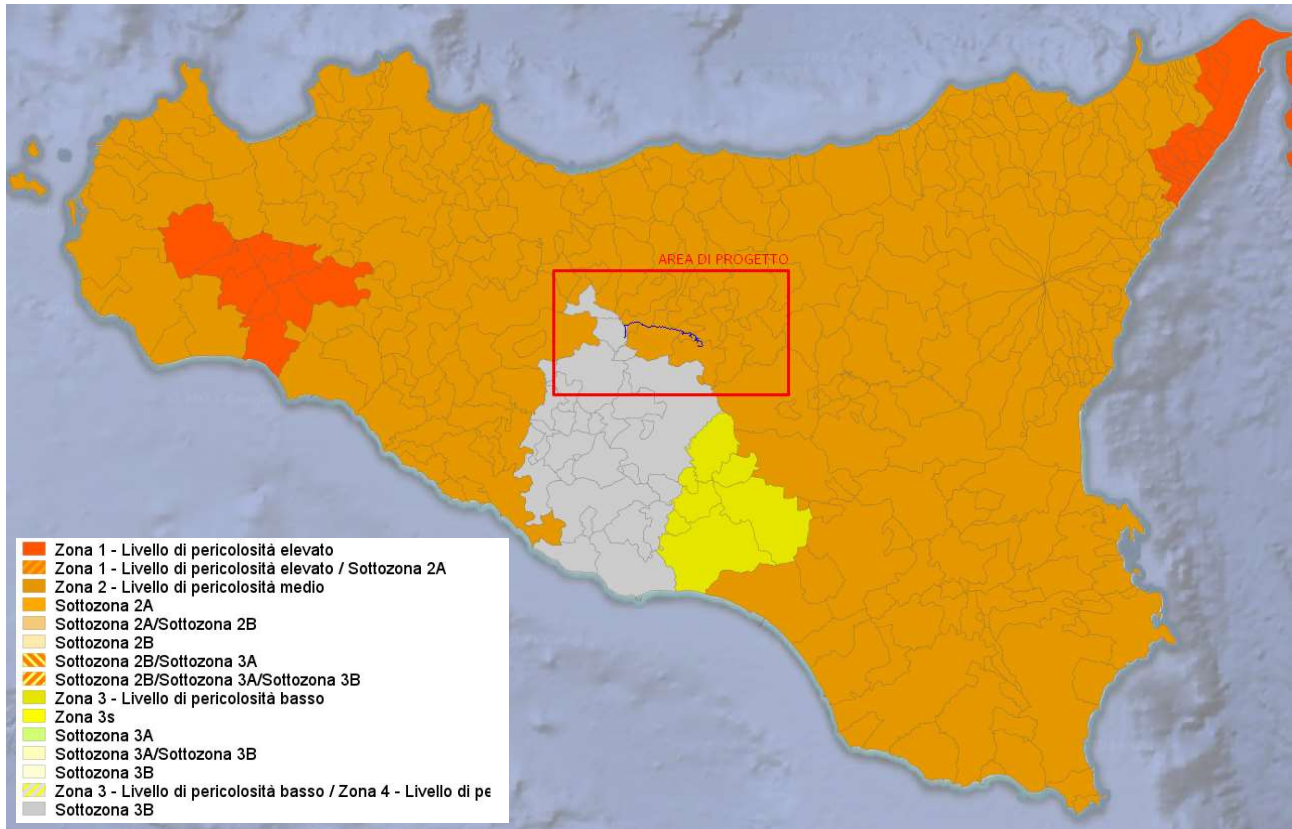 AREA DI PROGETTO
Zona 1 - Livello di pericolosità elevato
Zona 1 - Livello di pericolosità elevato / Sottozona 2A
Zona 2 - Livello di pericolosità medio
Sottozona 2A
Sottozona 2A/Sottozona 2B
Sottozona 2B
Sottozona 2B/Sottozona 3A
Sottozona 2B/Sottozona 3A/Sottozona 3B
Zona 3 - Livello di pericolosità basso
Zona 3s
Sottozona 3A
Sottozona 3A/Sottozona 3B
Sottozona 3B
Zona 3 - Livello di pericolosità basso / Zona 4 - Livello di pe
Sottozona 3B